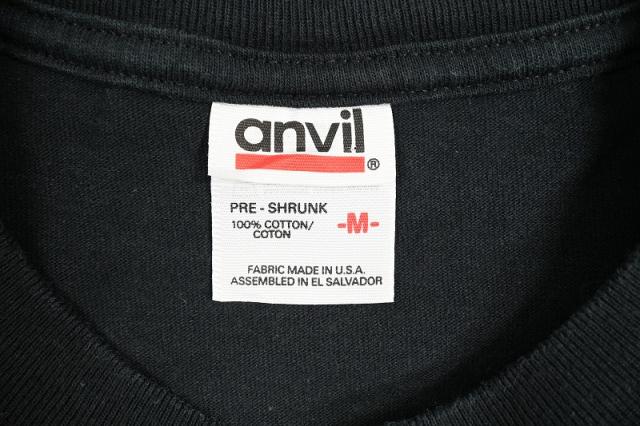 anvil®
PRE - SHRUNK
100% COTTON/
COTON
-M-
FABRIC MADE IN U.S.A.
ASSEMBLED IN EL SALVADOR